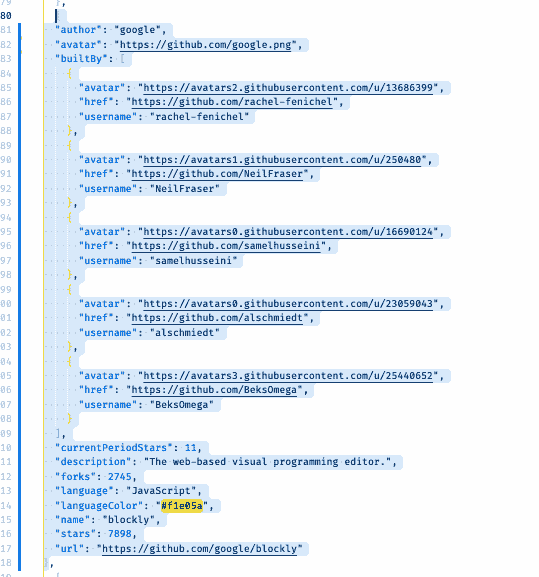 79 },
80 {
81 "author": "google",
82 "avatar": "https://github.com/google.png",
83 "builtBy": [
84 {
85 "avatar": "https://avatars2.githubusercontent.com/u/13686399",
86 "href": "https://github.com/rachel-fenichel",
87 "username": "rachel-fenichel"
88 },
89 {
90 "avatar": "https://avatars1.githubusercontent.com/u/250480",
91 "href": "https://github.com/NeilFraser",
92 "username": "NeilFraser"
93 },
94 {
95 "avatar": "https://avatars0.githubusercontent.com/u/16690124",
96 "href": "https://github.com/samelhusseini",
97 "username": "samelhusseini"
98 },
99 {
00 "avatar": "https://avatars0.githubusercontent.com/u/23059043",
01 "href": "https://github.com/alschmiedt",
02 "username": "alschmiedt"
03 },
04 {
05 "avatar": "https://avatars3.githubusercontent.com/u/25440652",
06 "href": "https://github.com/BeksOmega",
07 "username": "BeksOmega"
08 }
09 ],
10 "currentPeriodStars": 11,
11 "description": "The web-based visual programming editor.",
12 "forks": 2745,
13 "language": "JavaScript",
14 "languageColor": "#f1e05a",
15 "name": "blockly",
16 "stars": 7898,
17 "url": "https://github.com/google/blockly"
18 },